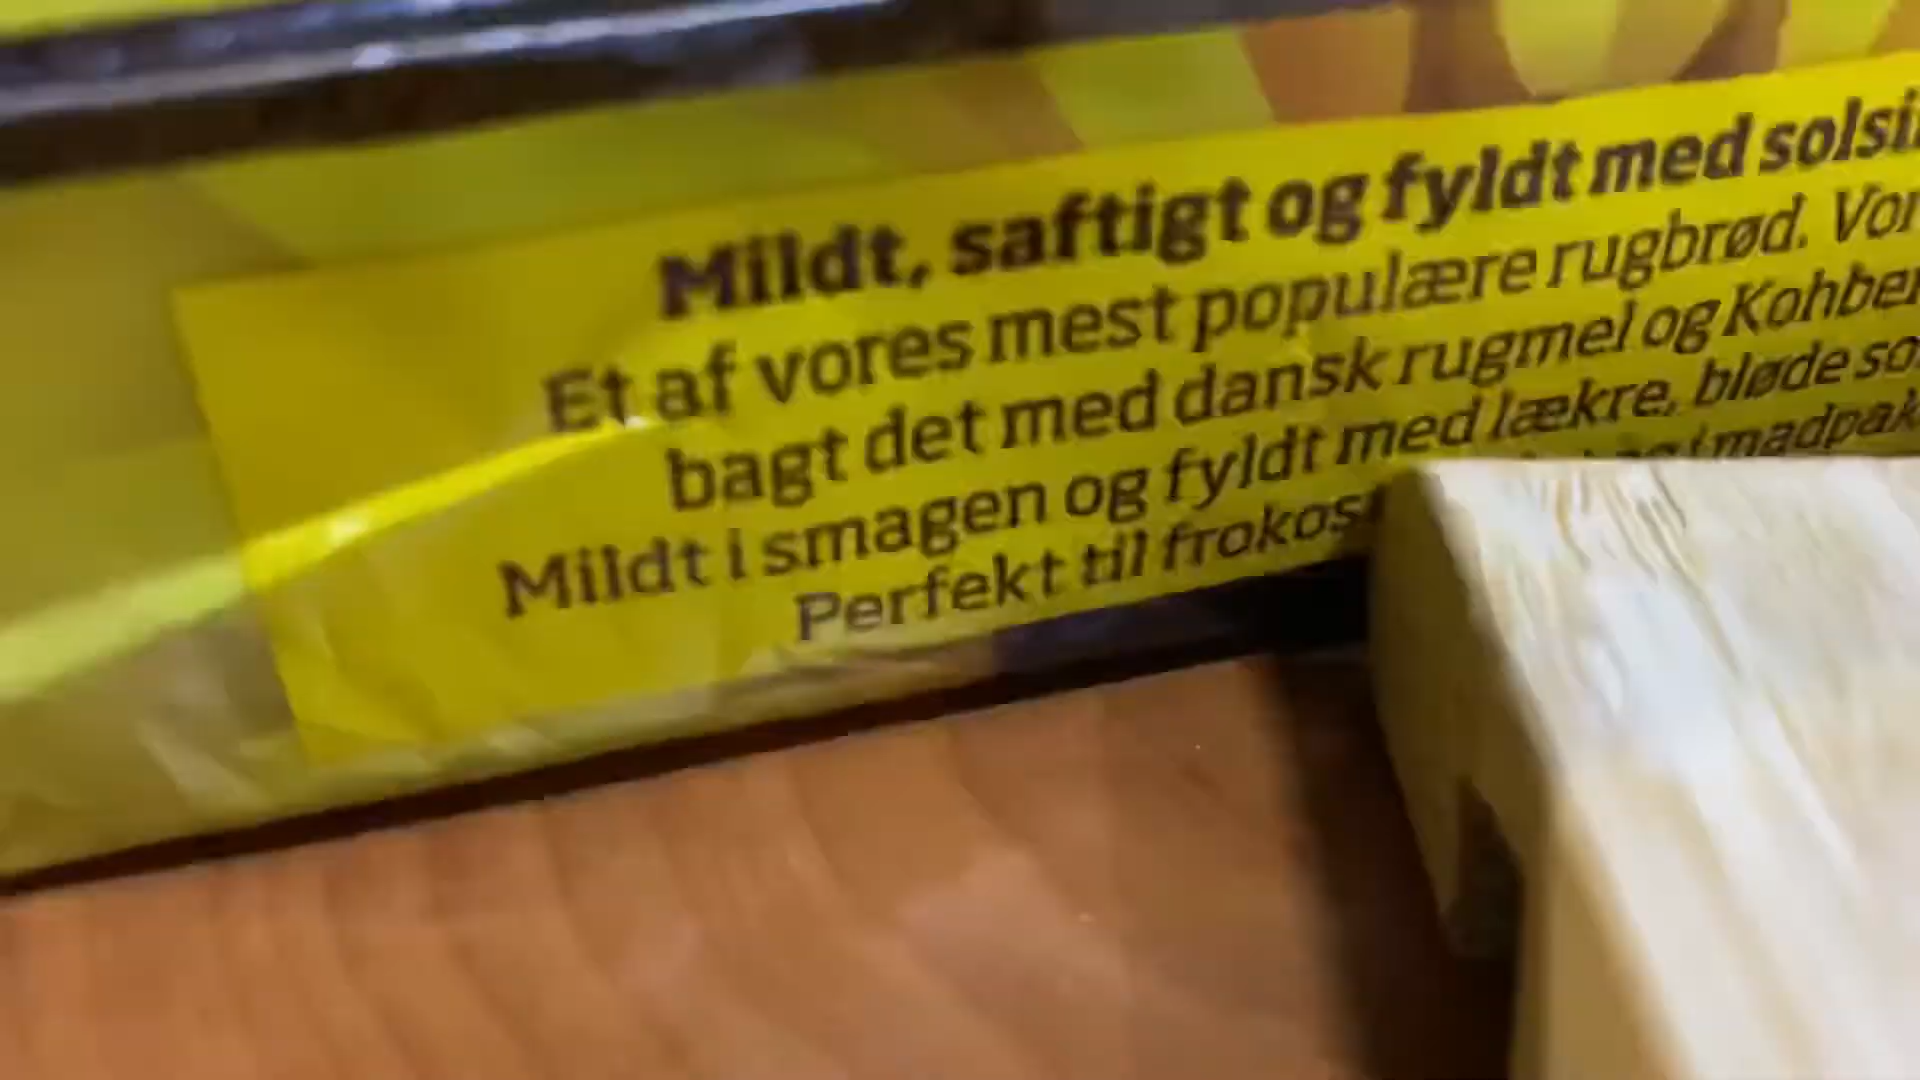 Mildt, saftigt og fyldt med
Et af vores mest populære rugbrød.
bagt det med dansk rugmel og
Mildt i smagen og fyldt med lækre, bløde
Perfekt til